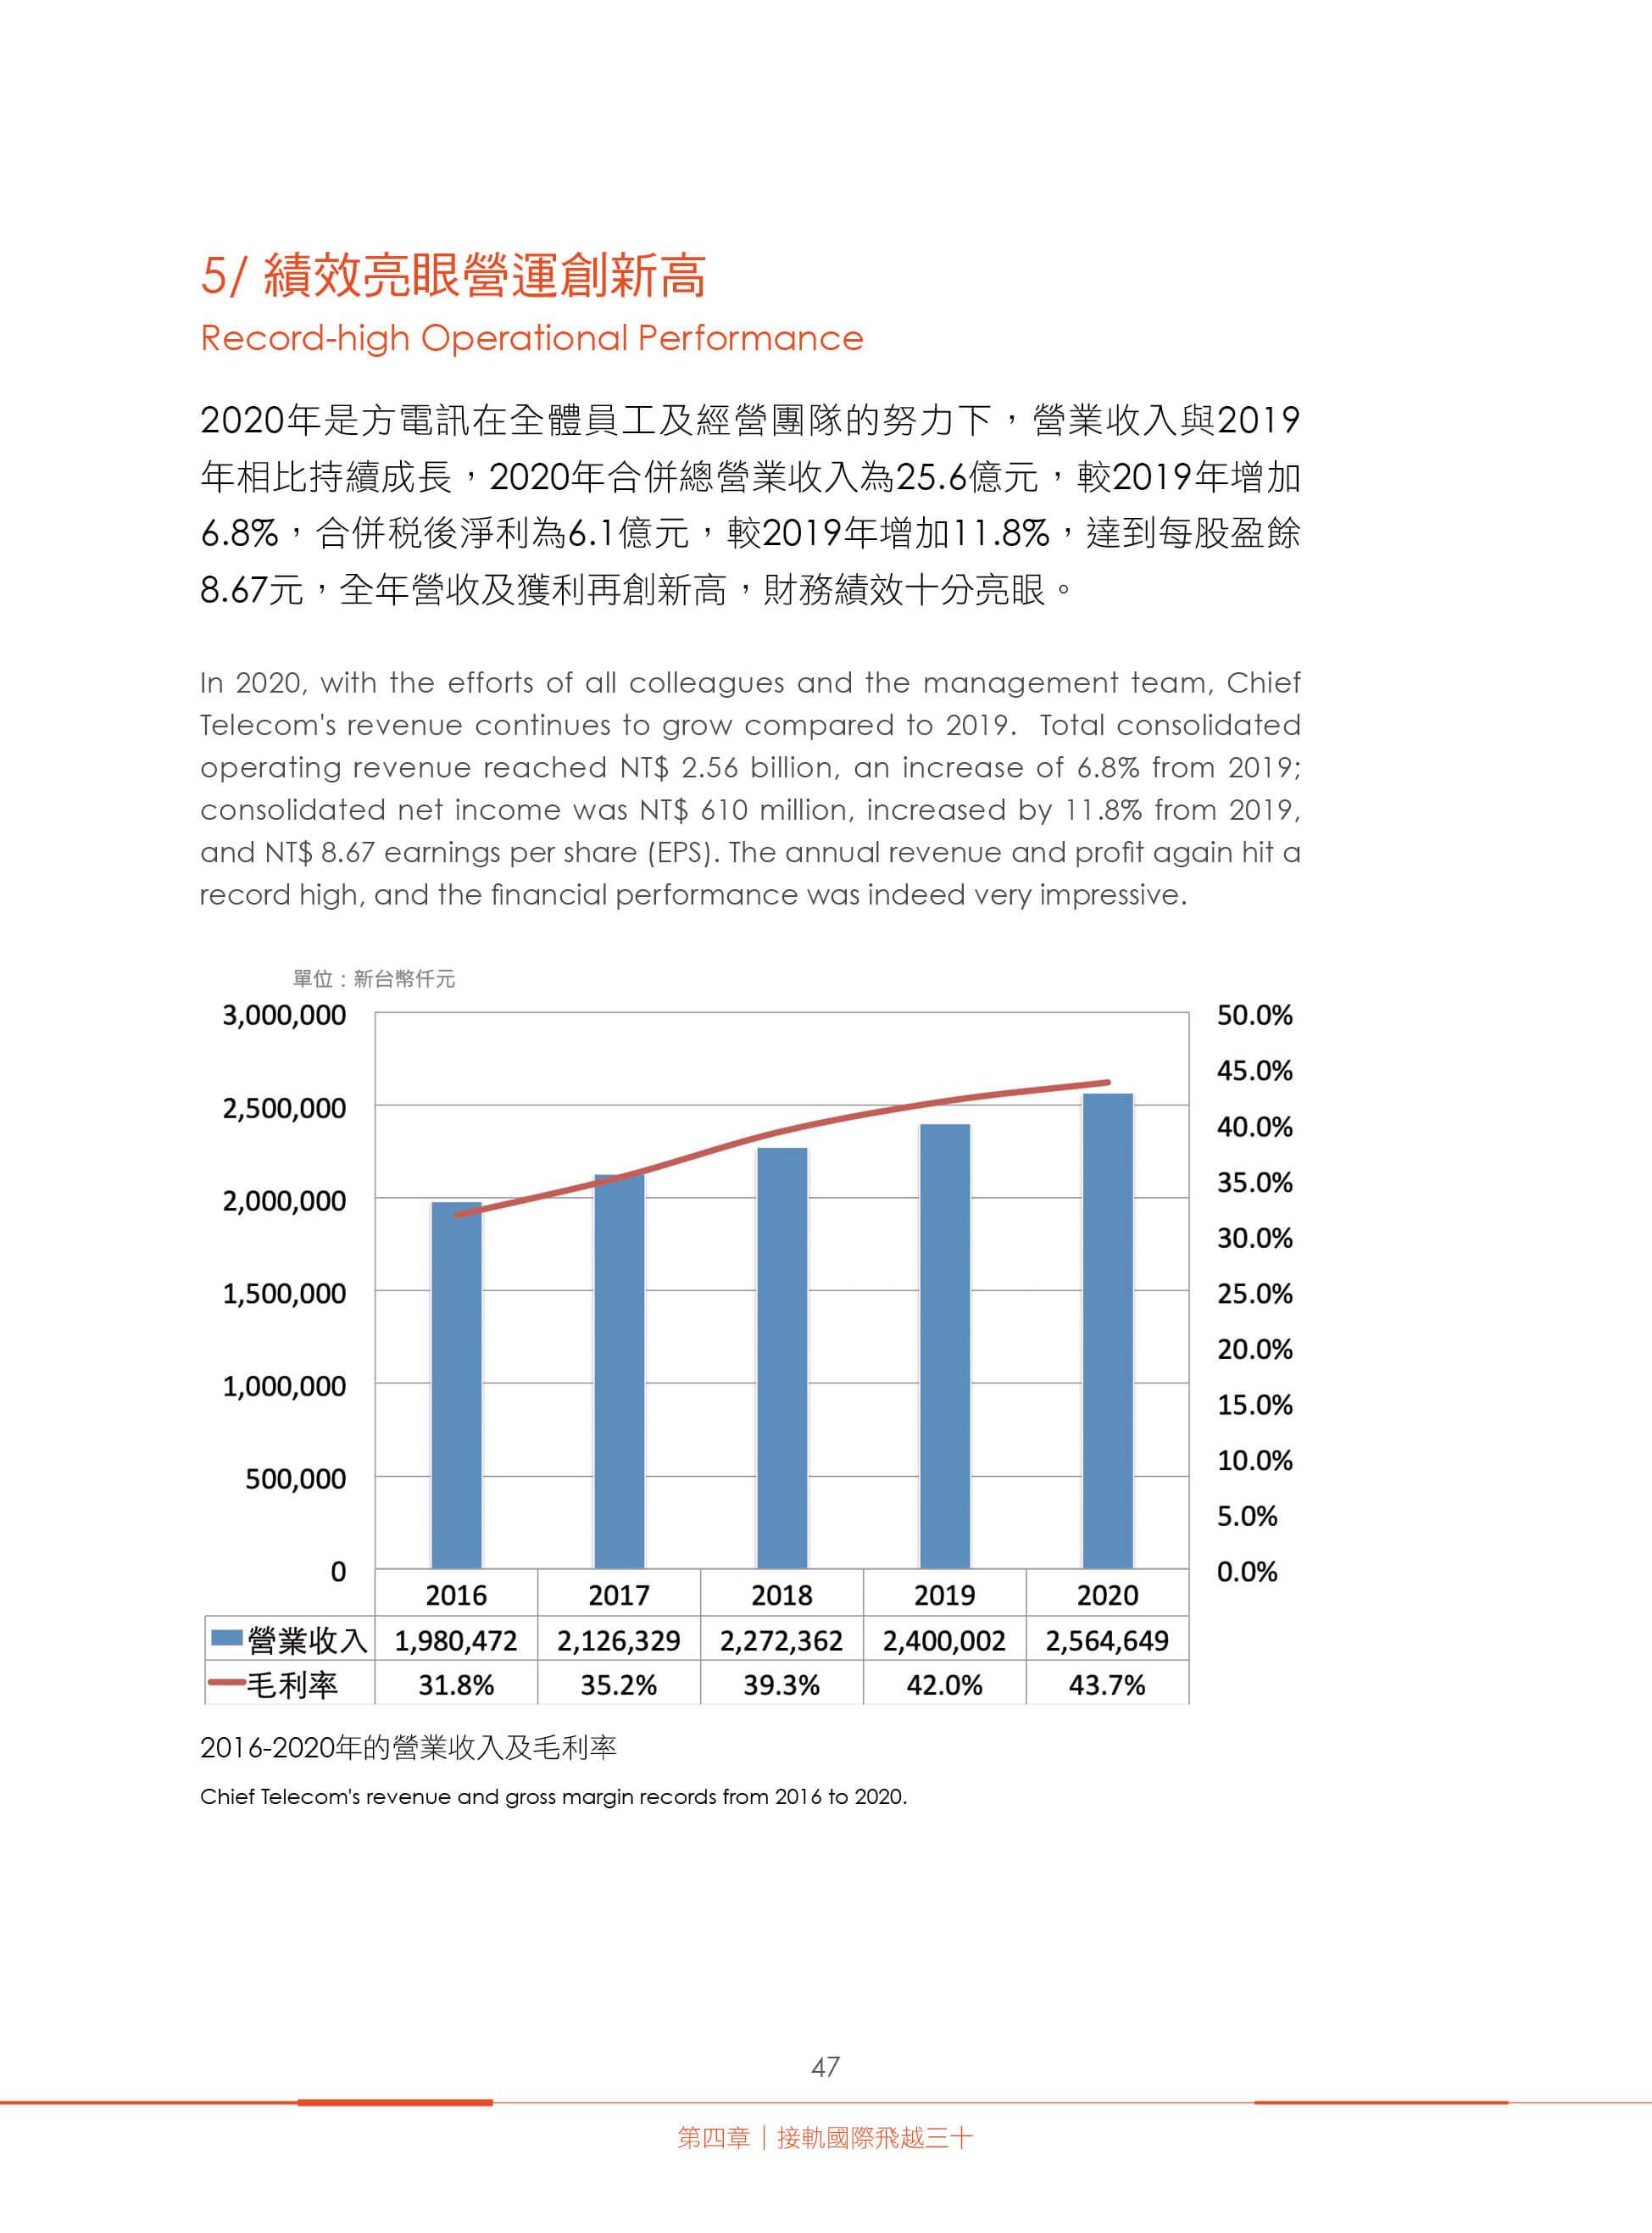 5/ 績效亮眼營運創新高
Record-high Operational Performance
2020年是方電訊在全體員工及經營團隊的努力下，營業收入與2019
年相比持續成長，2020年合併總營業收入為25.6億元，較2019年增加
6.8%，合併税後淨利為6.1億元，較2019年增加11.8%，達到每股盈餘
8.67元，全年營收及獲利再創新高，財務績效十分亮眼。
In 2020, with the efforts of all colleagues and the management team, Chief
Telecom's revenue continues to grow compared to 2019. Total consolidated
operating revenue reached NT$ 2.56 billion, an increase of 6.8% from 2019;
consolidated net income was NT$ 610 million, increased by 11.8% from 2019,
and NT$ 8.67 earnings per share (EPS). The annual revenue and profit again hit a
record high, and the financial performance was indeed very impressive.
單位：新台幣仟元
3,000,000 50.0%
45.0%
2,500,000
40.0%
2,000,000 35.0%
30.0%
1,500,000 25.0%
20.0%
1,000,000
15.0%
500,000 10.0%
5.0%
0 0.0%
2016 2017 2018 2019 2020
營業收入 1,980,472 2,126,329 2,272,362 2,400,002 2,564,649
毛利率 31.8% 35.2% 39.3% 42.0% 43.7%
2016-2020年的營業收入及毛利率
Chief Telecom's revenue and gross margin records from 2016 to 2020.
47
第四章｜接軌國際飛越三十